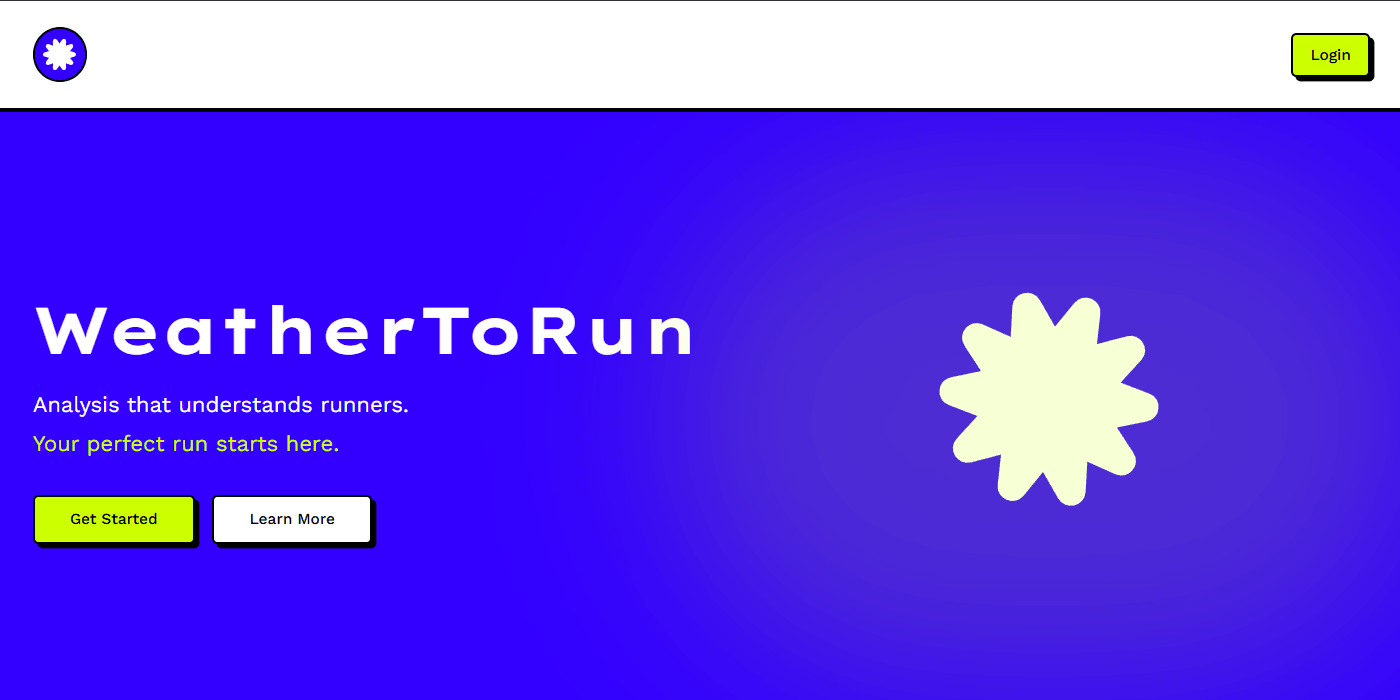 Login
WeatherToRun
Analysis that understands runners.
Your perfect run starts here.
Get Started
Learn More